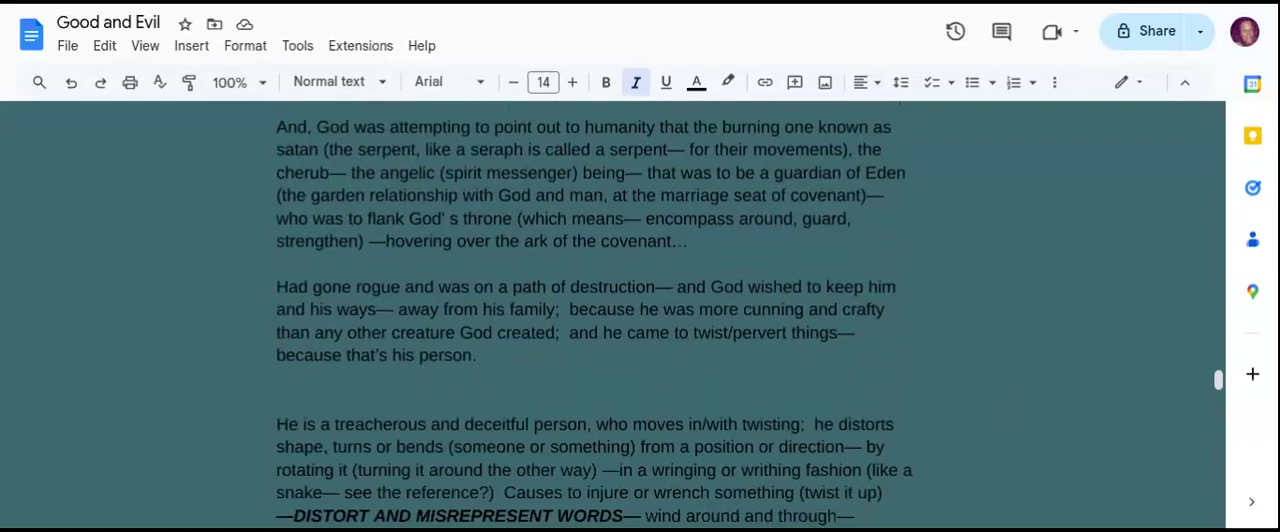 Good and Evil
File Edit View Insert Format Tools Extensions Help
Share
100% Normal text Arial 14 B I U A
31
And, God was attempting to point out to humanity that the burning one known as
satan (the serpent, like a seraph is called a serpent— for their movements), the
cherub— the angelic (spirit messenger) being— that was to be a guardian of Eden
(the garden relationship with God and man, at the marriage seat of covenant)—
who was to flank God' s throne (which means— encompass around, guard,
strengthen) —hovering over the ark of the covenant…
Had gone rogue and was on a path of destruction— and God wished to keep him
and his ways— away from his family;  because he was more cunning and crafty
than any other creature God created;  and he came to twist/pervert things—
because that's his person.
He is a treacherous and deceitful person, who moves in/with twisting;  he distorts
shape, turns or bends (someone or something) from a position or direction— by
rotating it (turning it around the other way) —in a wringing or writhing fashion (like a
snake— see the reference?)  Causes to injure or wrench something (twist it up)
—DISTORT AND MISREPRESENT WORDS— wind around and through—